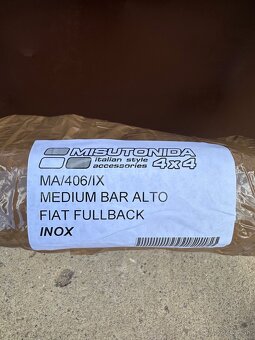 MISUTONIDA
italian style
accessories 4x4
MA/406/IX
MEDIUM BAR ALTO
FIAT FULLBACK
INOX